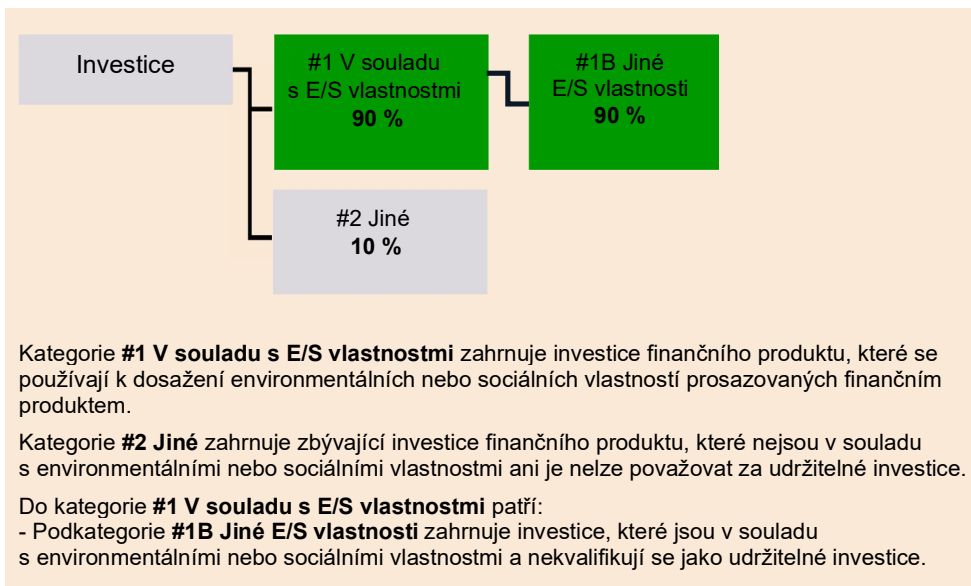 Investice
#1 V souladu
s E/S vlastnostmi
90 %
#1B Jiné
E/S vlastnosti
90 %
#2 Jiné
10 %
Kategorie #1 V souladu s E/S vlastnostmi zahrnuje investice finančního produktu, které se
používají k dosažení environmentálních nebo sociálních vlastností prosazovaných finančním
produktem.
Kategorie #2 Jiné zahrnuje zbývající investice finančního produktu, které nejsou v souladu
s environmentálními nebo sociálními vlastnostmi ani je nelze považovat za udržitelné investice.
Do kategorie #1 V souladu s E/S vlastnostmi patří:
- Podkategorie #1B Jiné E/S vlastnosti zahrnuje investice, které jsou v souladu
s environmentálními nebo sociálními vlastnostmi a nekvalifikují se jako udržitelné investice.